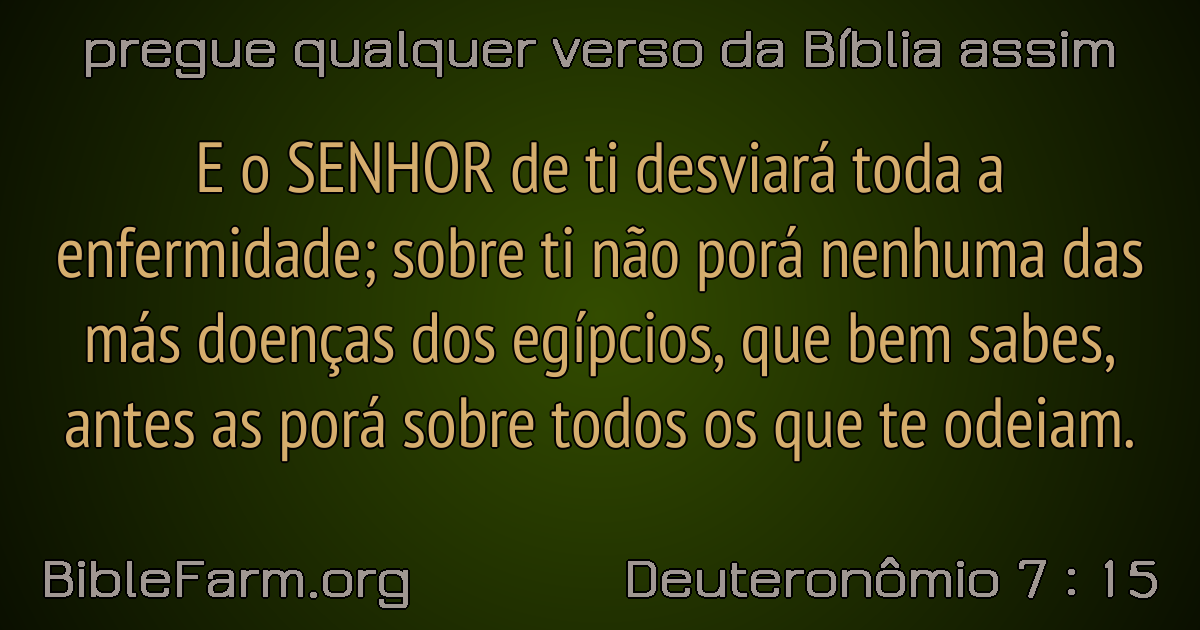 pregue qualquer verso da Bíblia assim
E o SENHOR de ti desviará toda a
enfermidade; sobre ti não porá nenhuma das
más doenças dos egípcios, que bem sabes,
antes as porá sobre todos os que te odeiam.
BibleFarm.org
Deuteronômio 7 : 15